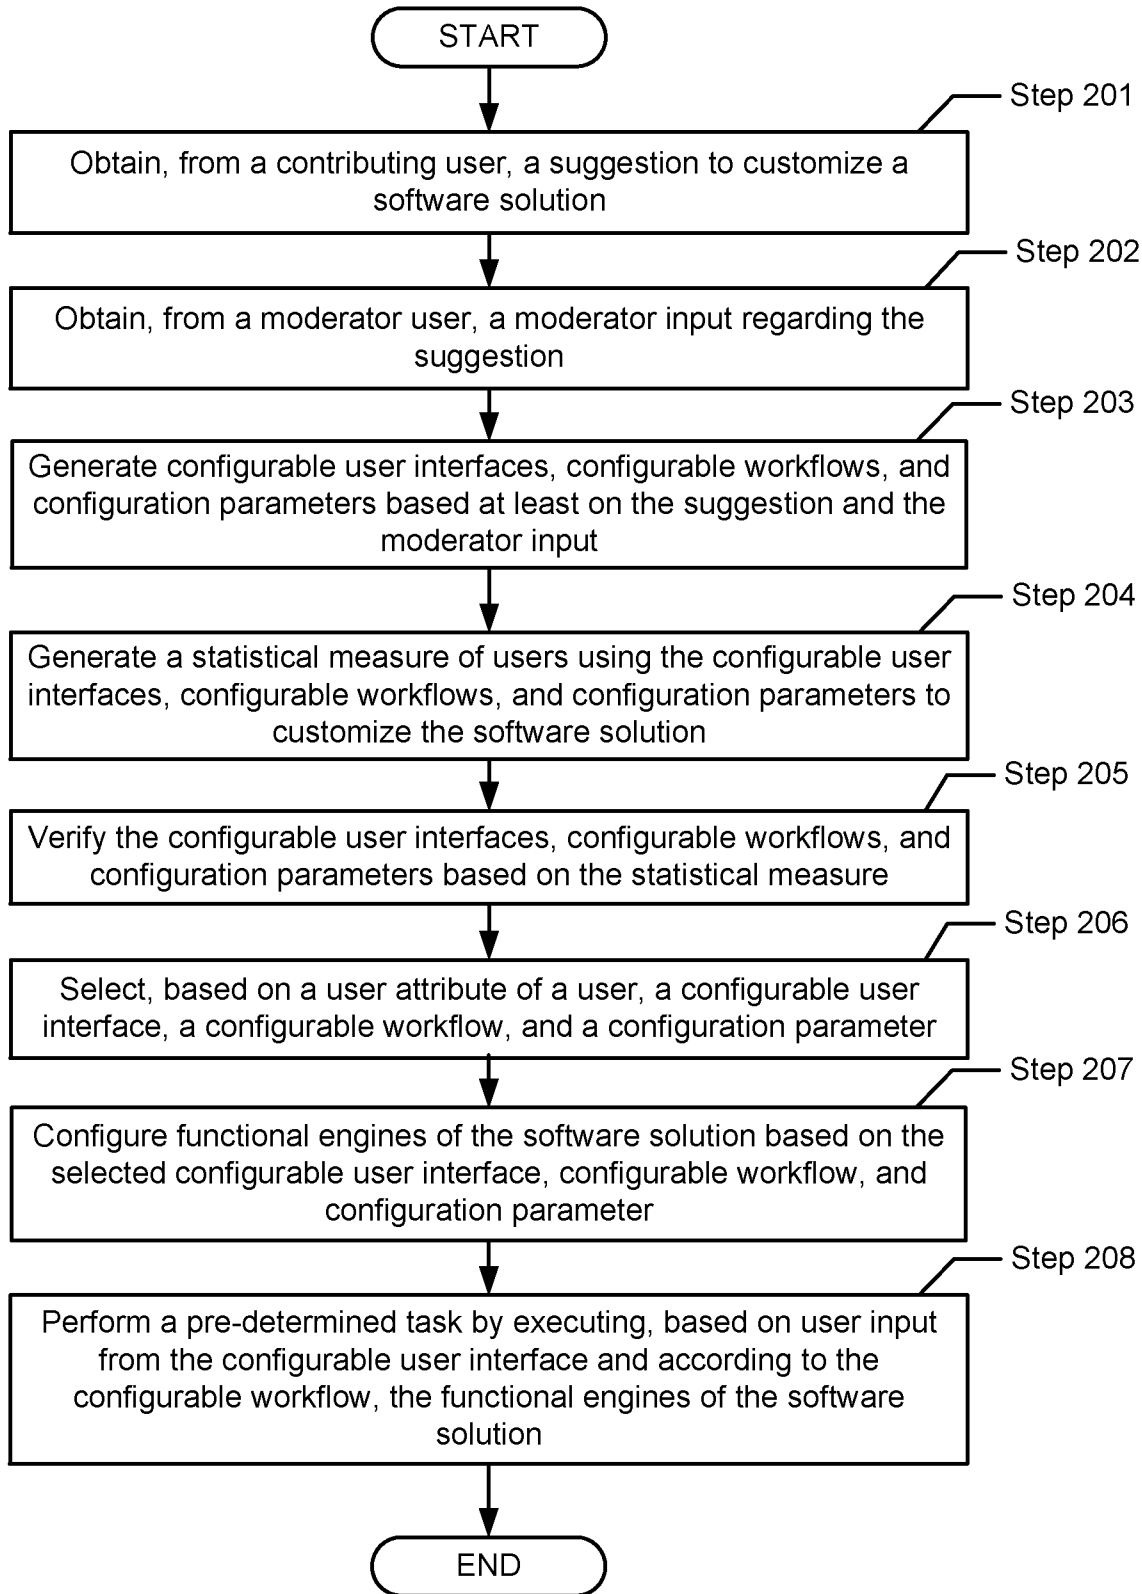 START
Step 201
Obtain, from a contributing user, a suggestion to customize a
software solution
Step 202
Obtain, from a moderator user, a moderator input regarding the
suggestion
Step 203
Generate configurable user interfaces, configurable workflows, and
configuration parameters based at least on the suggestion and the
moderator input
Step 204
Generate a statistical measure of users using the configurable user
interfaces, configurable workflows, and configuration parameters to
customize the software solution
Step 205
Verify the configurable user interfaces, configurable workflows, and
configuration parameters based on the statistical measure
Step 206
Select, based on a user attribute of a user, a configurable user
interface, a configurable workflow, and a configuration parameter
Step 207
Configure functional engines of the software solution based on the
selected configurable user interface, configurable workflow, and
configuration parameter
Step 208
Perform a pre-determined task by executing, based on user input
from the configurable user interface and according to the
configurable workflow, the functional engines of the software
solution
END